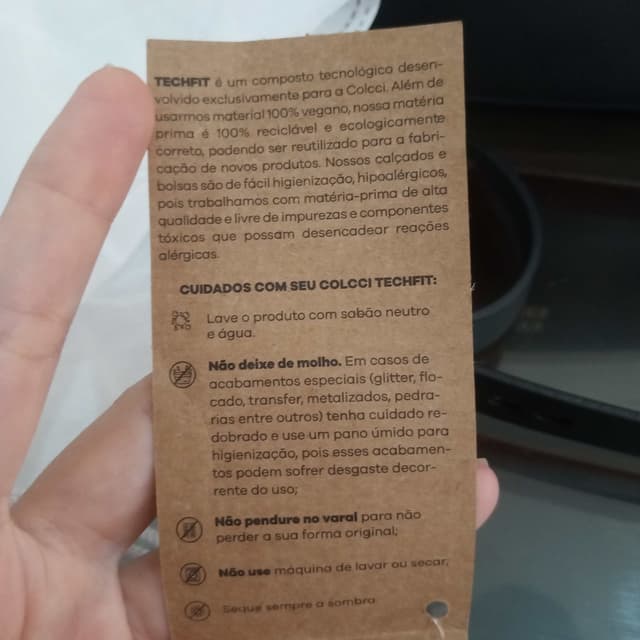 TECHFIT é um composto tecnológica desen-
volvido exclusivamente para a Colcci. Além de
usarmos material 100% vegano, nossa matéria
prima é 100% reciclável e ecologicamente
correto, podendo ser reutilizado para a fabri-
cação de novos produtos. Nossos calçados e
bolsas são de fácil higienização, hipoalérgicos,
pois trabalhamos com matéria-prima de alta
qualidade e livre de impurezas e componentes
tóxicos que possam desencadear reações
alérgicas.
CUIDADOS COM SEU COLCCI TECHFIT:
Lave o produto com sabão neutro
e água.
Não deixe de molho. Em casos de
acabamentos especiais (glitter, flo-
cado, transfer, metalizados, pedra-
rias entre outros) tenha cuidado re-
dobrado e use um pano úmido para
higienização, pois esses acabamen-
tos podem sofrer desgaste decor-
rente do uso;
Não pendure no varal para não
perder a sua forma original;
Não use máquina de lavar ou secar;
Seque sempre a sombra